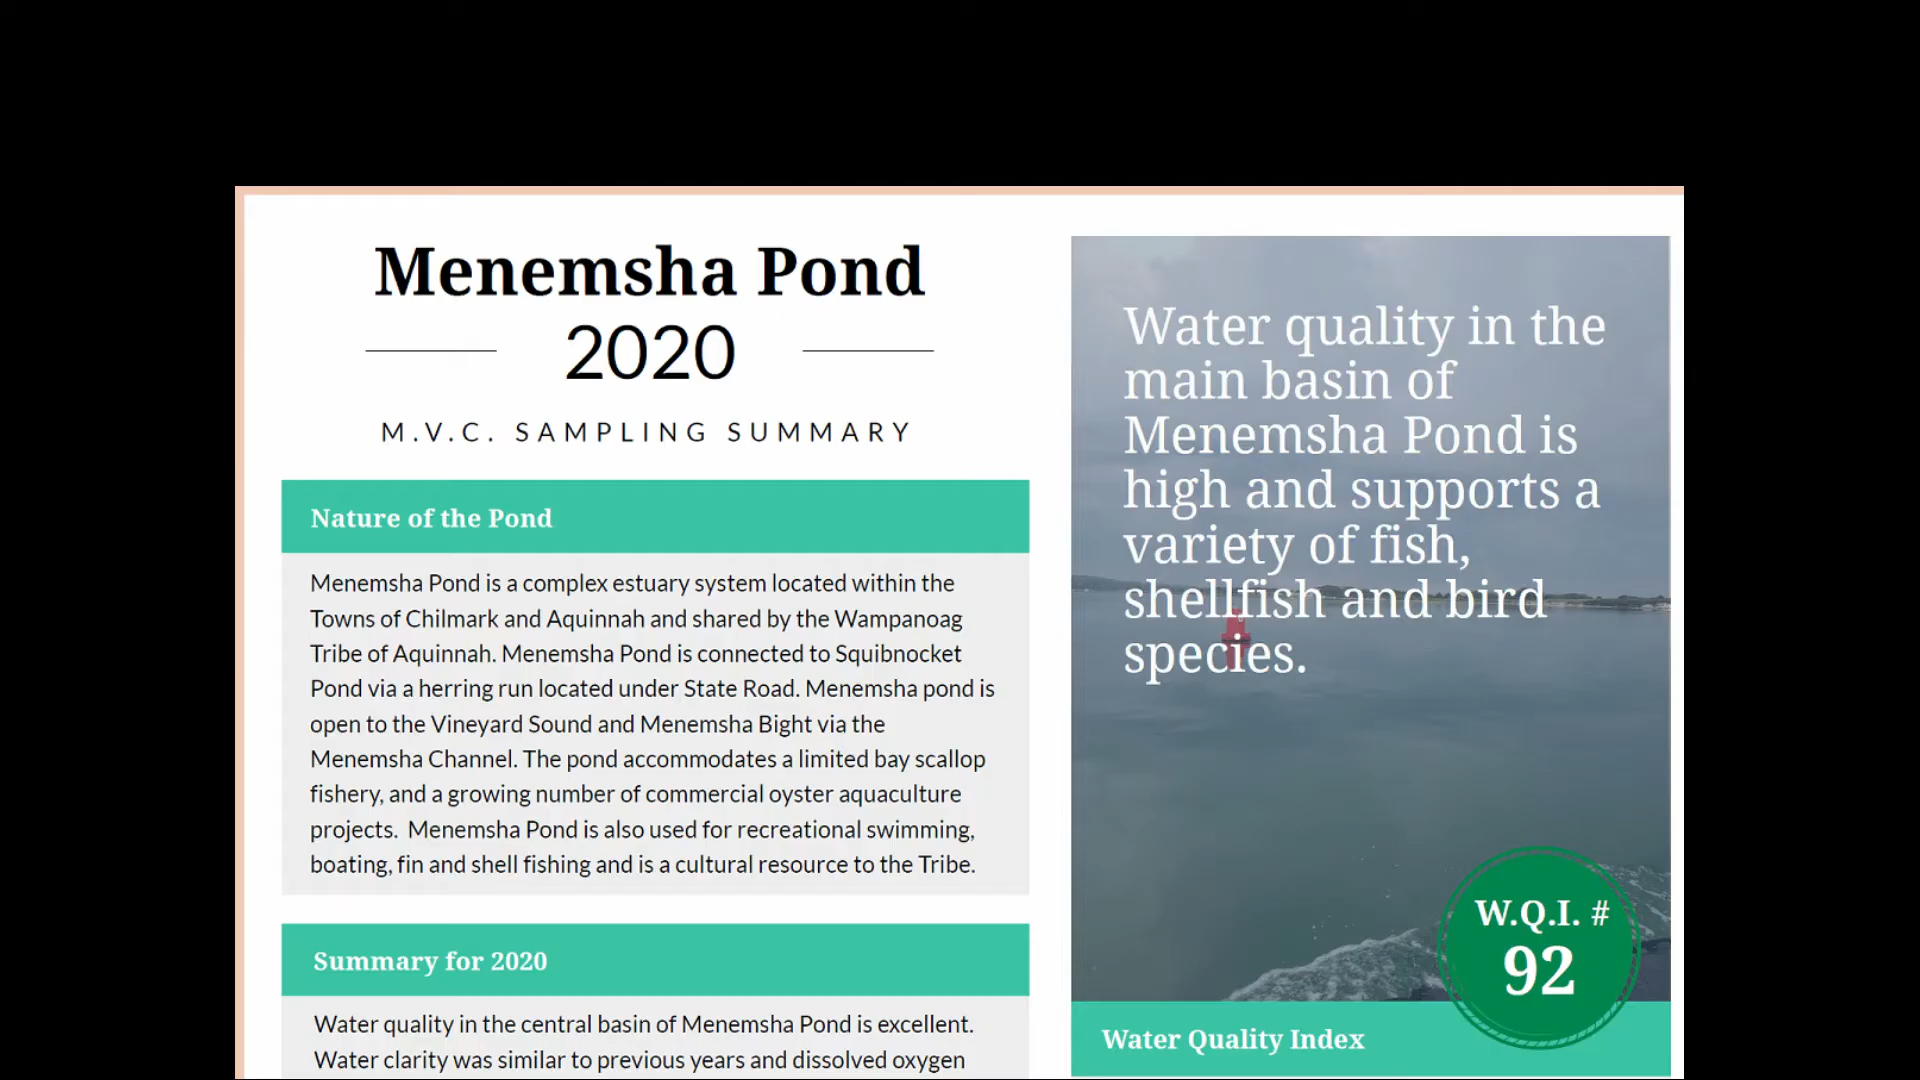 Menemsha Pond
2020
M.V.C. SAMPLING SUMMARY
Nature of the Pond
Menemsha Pond is a complex estuary system located within the
Towns of Chilmark and Aquinnah and shared by the Wampanoag
Tribe of Aquinnah. Menemsha Pond is connected to Squibnocket
Pond via a herring run located under State Road. Menemsha pond is
open to the Vineyard Sound and Menemsha Bight via the
Menemsha Channel. The pond accommodates a limited bay scallop
fishery, and a growing number of commercial oyster aquaculture
projects.  Menemsha Pond is also used for recreational swimming,
boating, fin and shell fishing and is a cultural resource to the Tribe.
Summary for 2020
Water quality in the central basin of Menemsha Pond is excellent.
Water clarity was similar to previous years and dissolved oxygen
Water quality in the
main basin of
Menemsha Pond is
high and supports a
variety of fish,
shellfish and bird
species.
W.Q.I. #
92
Water Quality Index